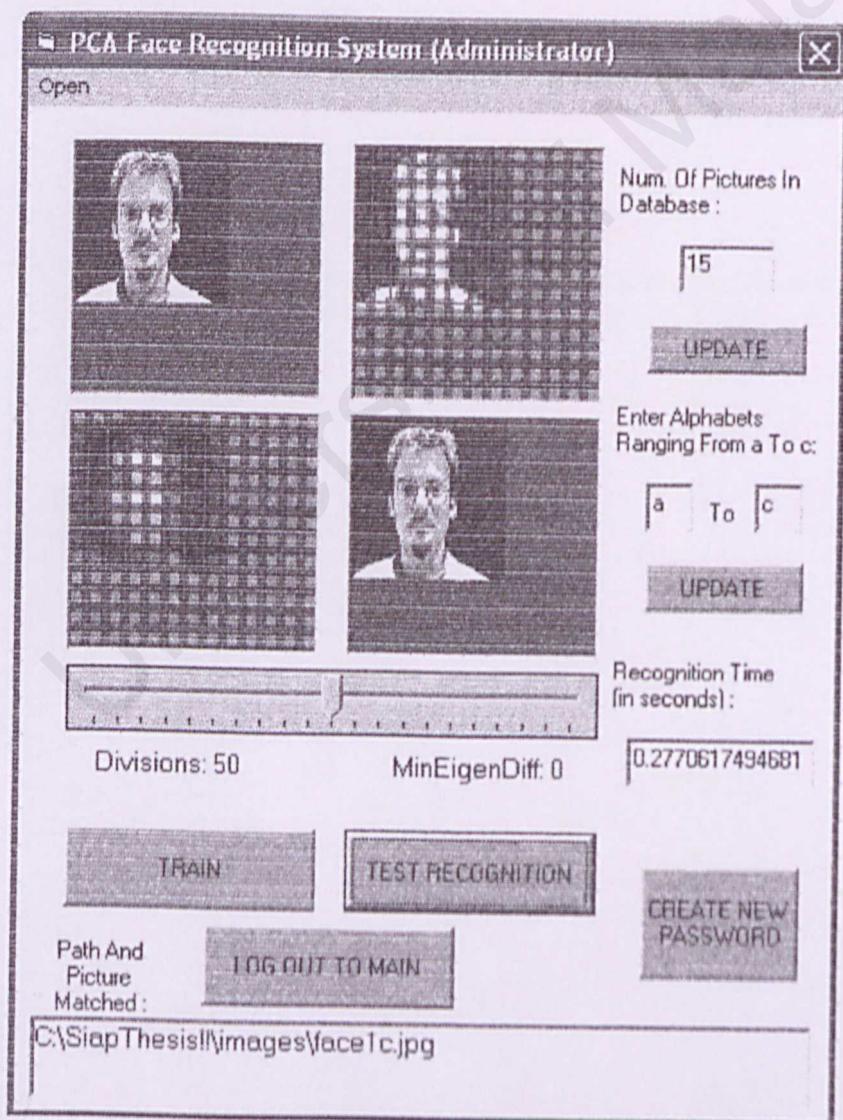 PCA Face Recognition System (Administrator)
Open
Num. Of Pictures In
Database :
15
UPDATE
Enter Alphabets
Ranging From a To c:
a To c
UPDATE
Recognition Time
(in seconds) :
0.2770617494681
Divisions: 50
MinEigenDiff: 0
TRAIN
TEST RECOGNITION
CREATE NEW
PASSWORD
LOG OUT TO MAIN
Path And
Picture
Matched :
C:\SiapThesis!!\images\face1c.jpg